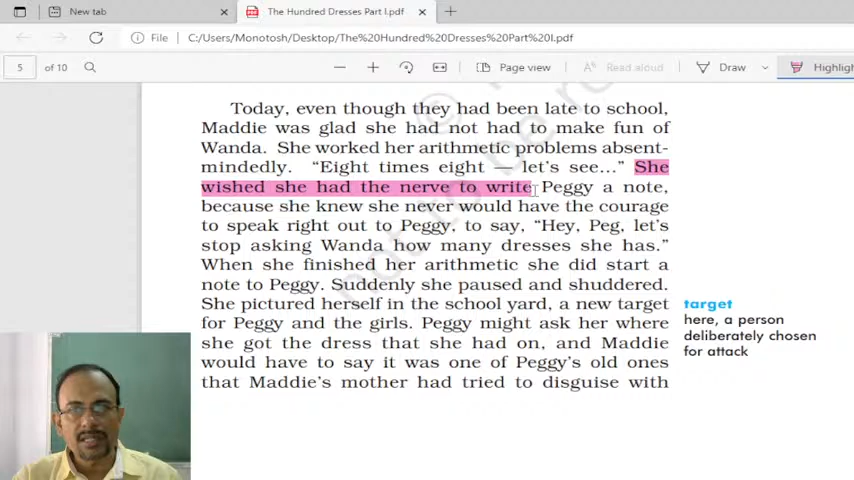 New tab
The Hundred Dresses Part I.pdf
File
C:/Users/Monotosh/Desktop/The%20Hundred%20Dresses%20Part%20I.pdf
5 of 10
Page view
Read aloud
Draw
Highligh
Today, even though they had been late to school,
Maddie was glad she had not had to make fun of
Wanda. She worked her arithmetic problems absent-
mindedly. “Eight times eight — let’s see…” She
wished she had the nerve to write Peggy a note,
because she knew she never would have the courage
to speak right out to Peggy, to say, “Hey, Peg, let’s
stop asking Wanda how many dresses she has.”
When she finished her arithmetic she did start a
note to Peggy. Suddenly she paused and shuddered.
She pictured herself in the school yard, a new target
for Peggy and the girls. Peggy might ask her where
she got the dress that she had on, and Maddie
would have to say it was one of Peggy’s old ones
that Maddie’s mother had tried to disguise with
target
here, a person
deliberately chosen
for attack
©
not to be re